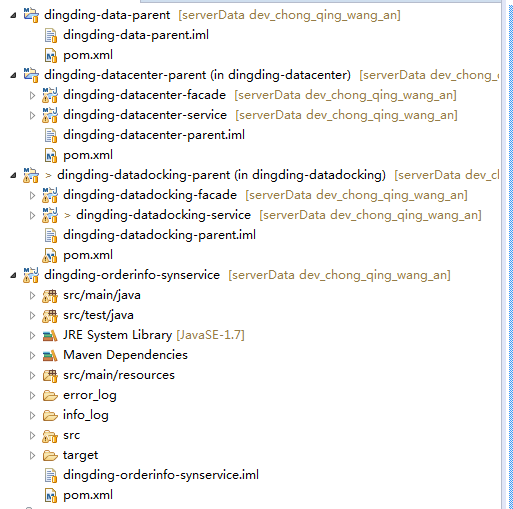 dingding-data-parent [serverData dev_chong_qing_wang_an]
dingding-data-parent.iml
pom.xml
dingding-datacenter-parent (in dingding-datacenter) [serverData dev_chong_qing_
dingding-datacenter-facade [serverData dev_chong_qing_wang_an]
dingding-datacenter-service [serverData dev_chong_qing_wang_an]
dingding-datacenter-parent.iml
pom.xml
> dingding-datadocking-parent (in dingding-datadocking) [serverData dev_
dingding-datadocking-facade [serverData dev_chong_qing_wang_an]
> dingding-datadocking-service [serverData dev_chong_qing_wang_an]
dingding-datadocking-parent.iml
pom.xml
dingding-orderinfo-synservice [serverData dev_chong_qing_wang_an]
src/main/java
src/test/java
JRE System Library [JavaSE-1.7]
Maven Dependencies
src/main/resources
error_log
info_log
src
target
dingding-orderinfo-synservice.iml
pom.xml